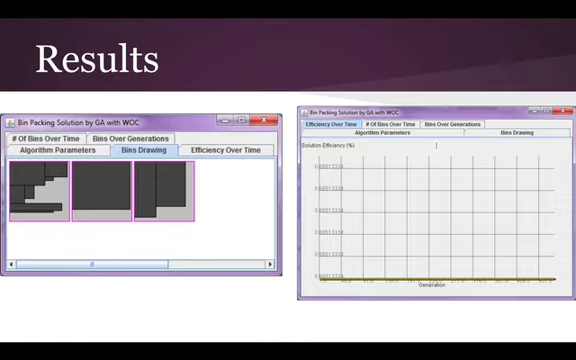 Results
Bin Packing Solution by GA with WOC
# Of Bins Over Time Bins Over Generations
Algorithm Parameters Bins Drawing Efficiency Over Time
Bin Packing Solution by GA with WOC
Efficiency Over Time # Of Bins Over Time Bins Over Generations
Algorithm Parameters Bins Drawing
Solution Efficiency (%)
Generation